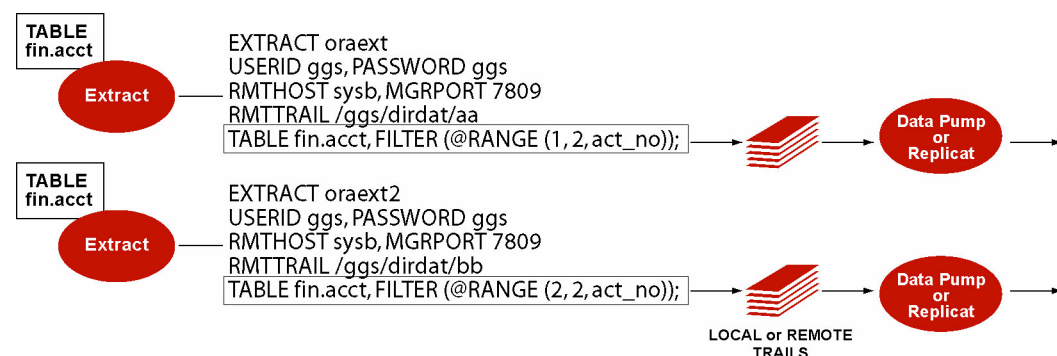 TABLE
fin.acct
Extract
EXTRACT oraext
USERID ggs, PASSWORD ggs
RMTHOST sysb, MGRPORT 7809
RMTTRAIL /ggs/dirdat/aa
TABLE fin.acct, FILTER (@RANGE (1, 2, act_no));
Data Pump
or
Replicat
TABLE
fin.acct
Extract
EXTRACT oraext2
USERID ggs, PASSWORD ggs
RMTHOST sysb, MGRPORT 7809
RMTTRAIL /ggs/dirdat/bb
TABLE fin.acct, FILTER (@RANGE (2, 2, act_no));
Data Pump
or
Replicat
LOCAL or REMOTE
TRAILS